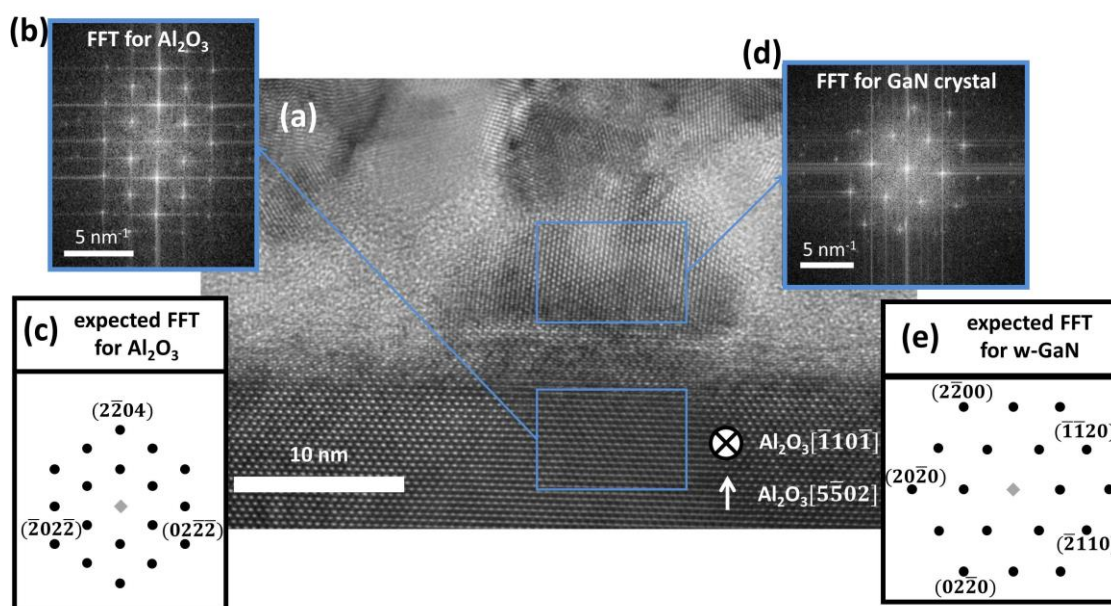 (b)
FFT for Al₂O₃
5 nm⁻¹
(a)
(d)
FFT for GaN crystal
5 nm⁻¹
(c) expected FFT
for Al₂O₃
(22̅04)
(2̅022̅)
(022̅2̅)
10 nm
Al₂O₃[1̅101̅]
Al₂O₃[55̅02]
(e) expected FFT
for w-GaN
(22̅00)
(1̅1̅20)
(202̅0)
(2̅110
(022̅0)